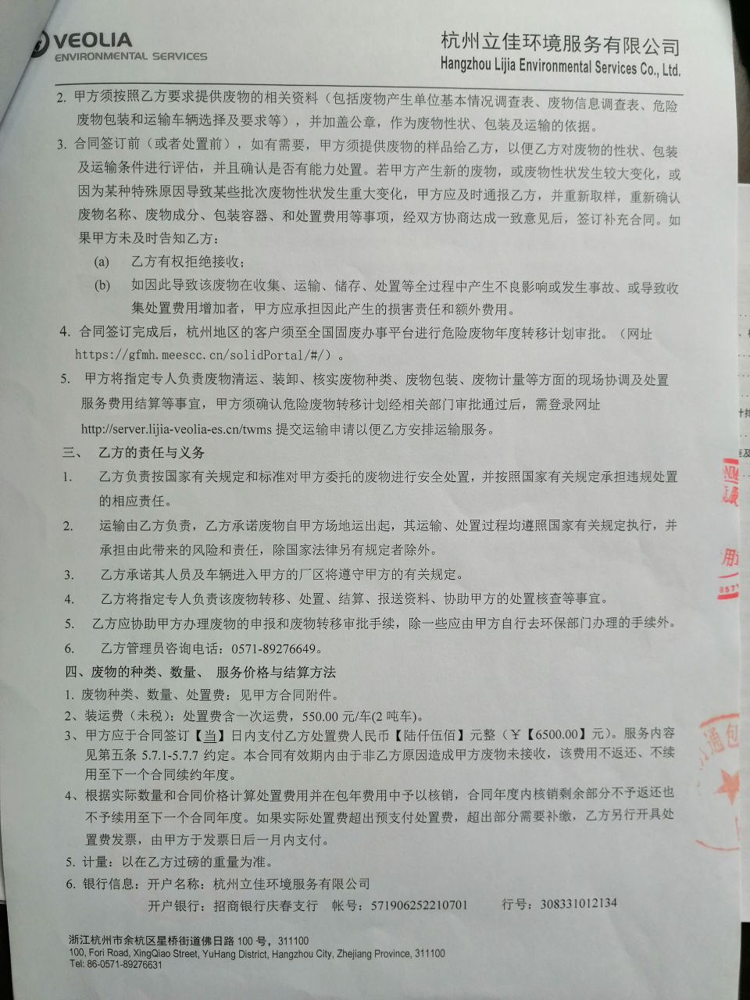 VEOLIA
ENVIRONMENTAL SERVICES
杭州立佳环境服务有限公司
Hangzhou Lijia Environmental Services Co., Ltd.
2. 甲方须按照乙方要求提供废物的相关资料（包括废物产生单位基本情况调查表、废物信息调查表、危险
废物包装和运输车辆选择及要求等），并加盖公章，作为废物性状、包装及运输的依据。
3. 合同签订前（或者处置前），如有需要，甲方须提供废物的样品给乙方，以便乙方对废物的性状、包装
及运输条件进行评估，并且确认是否有能力处置。若甲方产生新的废物，或废物性状发生较大变化，或
因为某种特殊原因导致某些批次废物性状发生重大变化，甲方应及时通报乙方，并重新取样，重新确认
废物名称、废物成分、包装容器、和处置费用等事项，经双方协商达成一致意见后，签订补充合同。如
果甲方未及时告知乙方：
(a) 乙方有权拒绝接收；
(b) 如因此导致该废物在收集、运输、储存、处置等全过程中产生不良影响或发生事故、或导致收
集处置费用增加者，甲方应承担因此产生的损害责任和额外费用。
4. 合同签订完成后，杭州地区的客户须至全国固废办事平台进行危险废物年度转移计划审批。（网址
https://gfmh.meescc.cn/solidPortal/#/）。
5. 甲方将指定专人负责废物清运、装卸、核实废物种类、废物包装、废物计量等方面的现场协调及处置
服务费用结算等事宜，甲方须确认危险废物转移计划经相关部门审批通过后，需登录网址
http://server.lijia-veolia-es.cn/twms 提交运输申请以便乙方安排运输服务。
三、 乙方的责任与义务
1. 乙方负责按国家有关规定和标准对甲方委托的废物进行安全处置，并按照国家有关规定承担违规处置
的相应责任。
2. 运输由乙方负责，乙方承诺废物自甲方场地运出起，其运输、处置过程均遵照国家有关规定执行，并
承担由此带来的风险和责任，除国家法律另有规定者除外。
3. 乙方承诺其人员及车辆进入甲方的厂区将遵守甲方的有关规定。
4. 乙方将指定专人负责该废物转移、处置、结算、报送资料、协助甲方的处置核查等事宜。
5. 乙方应协助甲方办理废物的申报和废物转移审批手续，除一些应由甲方自行去环保部门办理的手续外。
6. 乙方管理员咨询电话：0571-89276649。
四、废物的种类、数量、 服务价格与结算方法
1. 废物种类、数量、处置费：见甲方合同附件。
2、装运费（未税）：处置费含一次运费，550.00 元/车(2 吨车)。
3、甲方应于合同签订【当】日内支付乙方处置费人民币【陆仟伍佰】元整（￥【6500.00】元）。服务内容
见第五条 5.7.1-5.7.7 约定。本合同有效期内由于非乙方原因造成甲方废物未接收，该费用不返还、不续
用至下一个合同续约年度。
4、根据实际数量和合同价格计算处置费用并在包年费用中予以核销，合同年度内核销剩余部分不予返还也
不予续用至下一个合同年度。如果实际处置费超出预支付处置费，超出部分需要补缴，乙方另行开具处
置费发票，由甲方于发票日后一月内支付。
5. 计量：以在乙方过磅的重量为准。
6. 银行信息：开户名称：杭州立佳环境服务有限公司
开户银行：招商银行庆春支行 帐号：571906252210701 行号：308331012134
浙江杭州市余杭区星桥街道佛日路 100 号，311100
100, Fori Road, XingQiao Street, YuHang District, Hangzhou City, Zhejiang Province, 311100
Tel: 86-0571-89276631
用
8571
通包